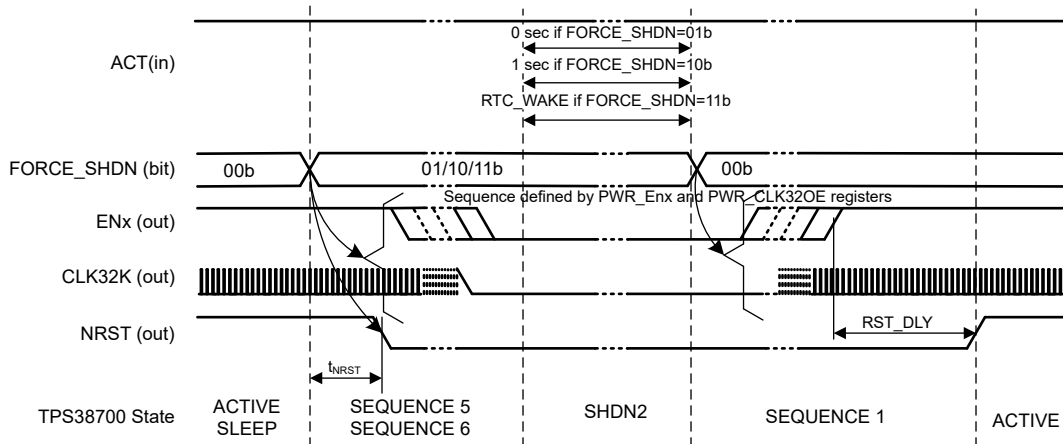 0 sec if FORCE_SHDN=01b
ACT(in)
1 sec if FORCE_SHDN=10b
RTC_WAKE if FORCE_SHDN=11b
FORCE_SHDN (bit)
00b
01/10/11b
00b
Sequence defined by PWR_Enx and PWR_CLK32OE registers
ENx (out)
CLK32K (out)
NRST (out)
RST_DLY
tNRST
TPS38700 State
ACTIVE
SLEEP
SEQUENCE 5
SEQUENCE 6
SHDN2
SEQUENCE 1
ACTIVE